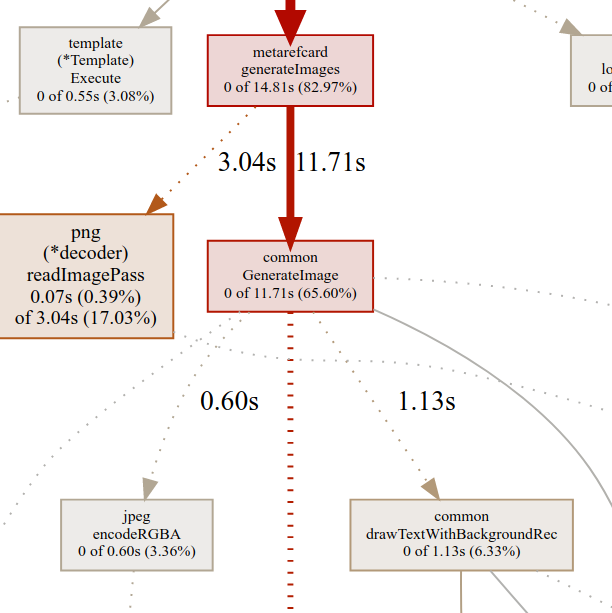 template
(*Template)
Execute
0 of 0.55s (3.08%)
metarefcard
generateImages
0 of 14.81s (82.97%)
lo
0 of
3.04s
11.71s
png
(*decoder)
readImagePass
0.07s (0.39%)
of 3.04s (17.03%)
common
GenerateImage
0 of 11.71s (65.60%)
0.60s
1.13s
jpeg
encodeRGBA
0 of 0.60s (3.36%)
common
drawTextWithBackgroundRec
0 of 1.13s (6.33%)